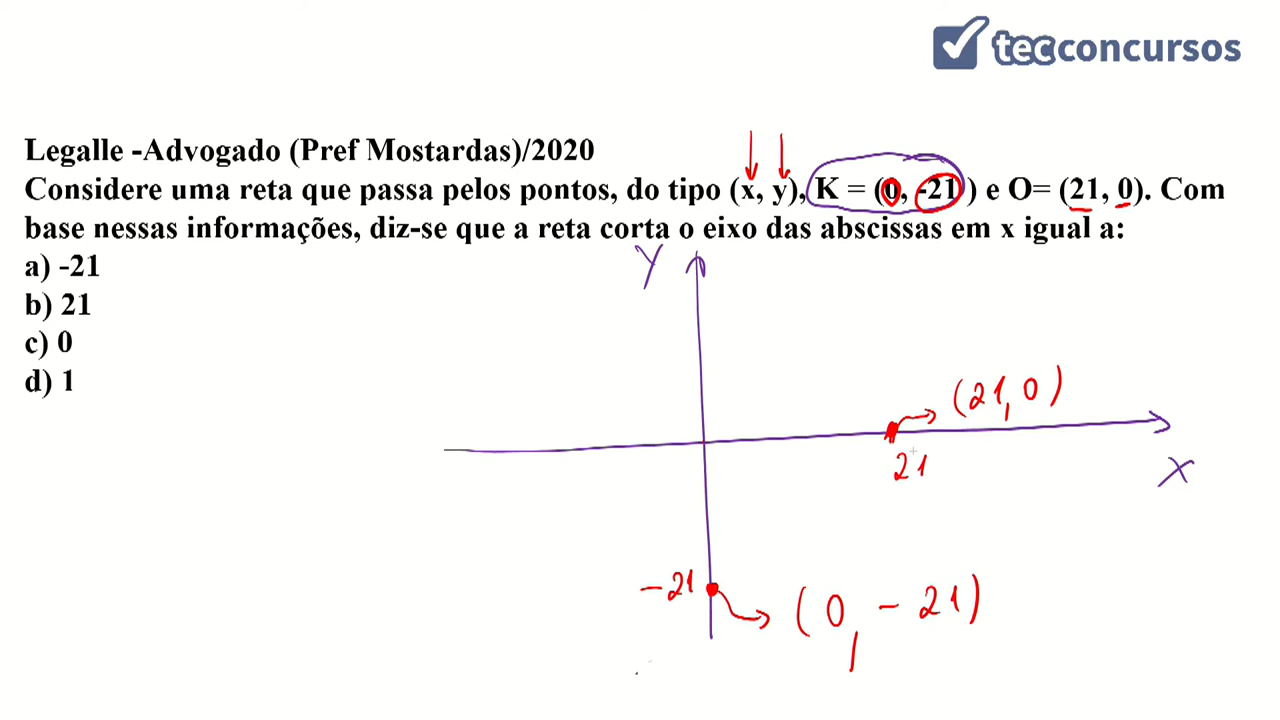 tecconcursos
Legalle -Advogado (Pref Mostardas)/2020
Considere uma reta que passa pelos pontos, do tipo (x, y), K = (0, -21 ) e O= (21, 0). Com
base nessas informações, diz-se que a reta corta o eixo das abscissas em x igual a:
a) -21
b) 21
c) 0
d) 1
Y
(21, 0)
21
X
-21
(0, -21)